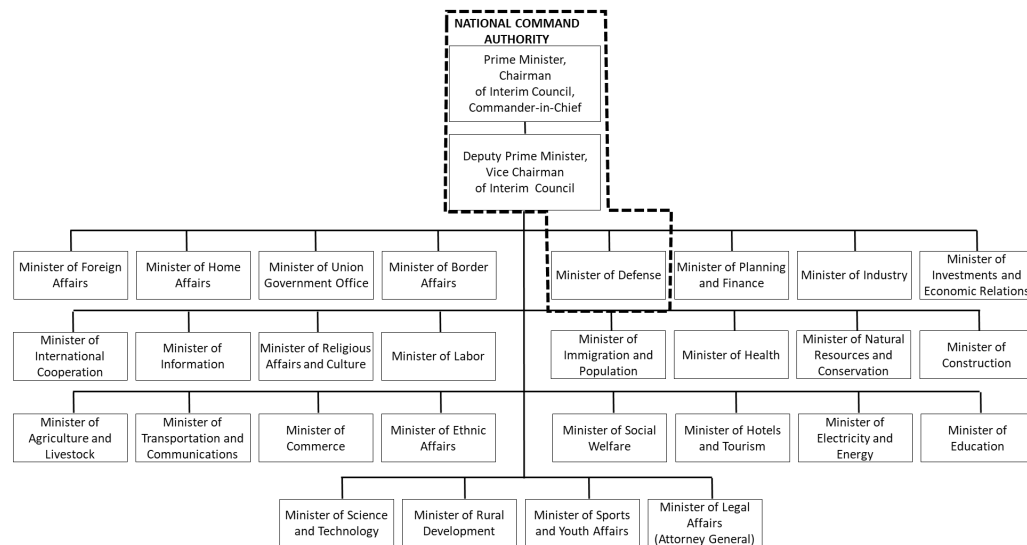 NATIONAL COMMAND
AUTHORITY
Prime Minister,
Chairman
of Interim Council,
Commander-in-Chief
Deputy Prime Minister,
Vice Chairman
of Interim Council
Minister of Foreign
Affairs
Minister of Home
Affairs
Minister of Union
Government Office
Minister of Border
Affairs
Minister of Defense
Minister of Planning
and Finance
Minister of Industry
Minister of
Investments and
Economic Relations
Minister of
International
Cooperation
Minister of
Information
Minister of Religious
Affairs and Culture
Minister of Labor
Minister of
Immigration and
Population
Minister of Health
Minister of Natural
Resources and
Conservation
Minister of
Construction
Minister of
Agriculture and
Livestock
Minister of
Transportation and
Communications
Minister of
Commerce
Minister of Ethnic
Affairs
Minister of Social
Welfare
Minister of Hotels
and Tourism
Minister of
Electricity and
Energy
Minister of
Education
Minister of Science
and Technology
Minister of Rural
Development
Minister of Sports
and Youth Affairs
Minister of Legal
Affairs
(Attorney General)